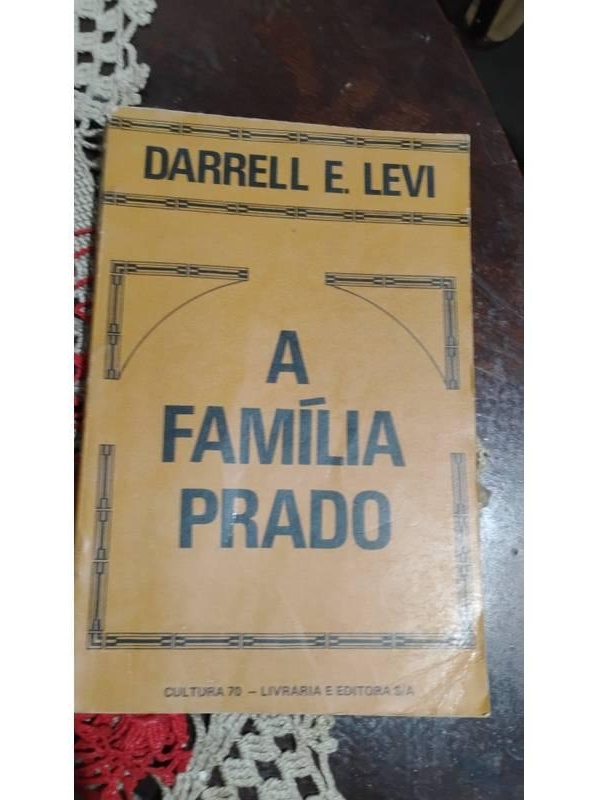 DARRELL E. LEVI
A
FAMÍLIA
PRADO
CULTURA 70 – LIVRARIA E EDITORA S/A